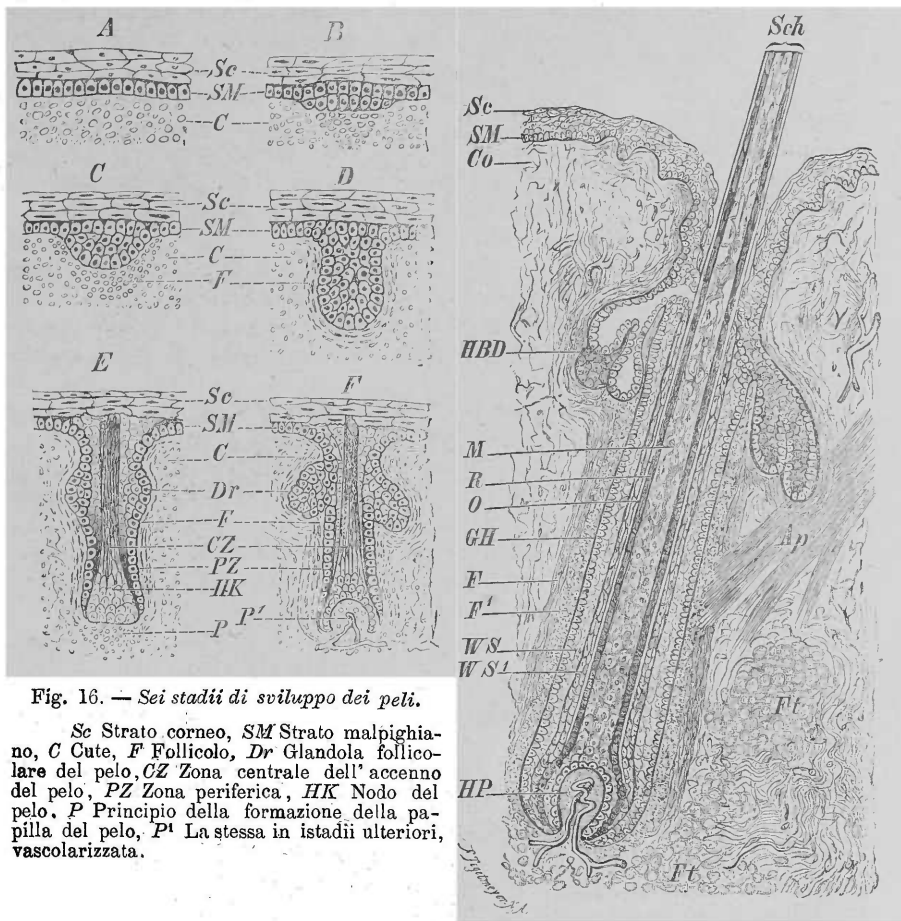 A B
Sc
SM
C
C D
Sc
SM
C
F
E F
Sc
SM
C
Dr
F
CZ
PZ
HK
P P'
Fig. 16. — Sei stadii di sviluppo dei peli.
Sc Strato corneo, SM Strato malpighia-
no, C Cute, F Follicolo, Dr Glandola follico-
lare del pelo, CZ Zona centrale dell' accenno
del pelo, PZ Zona periferica, HK Nodo del
pelo. P Principio della formazione della pa-
pilla del pelo, P¹ La stessa in istadii ulteriori,
vascolarizzata.
Sch
Sc
SM
Co
Y
HBD
M
R
O
GH
Ap
F
F¹
WS
WS¹
Ft
HP
Ft